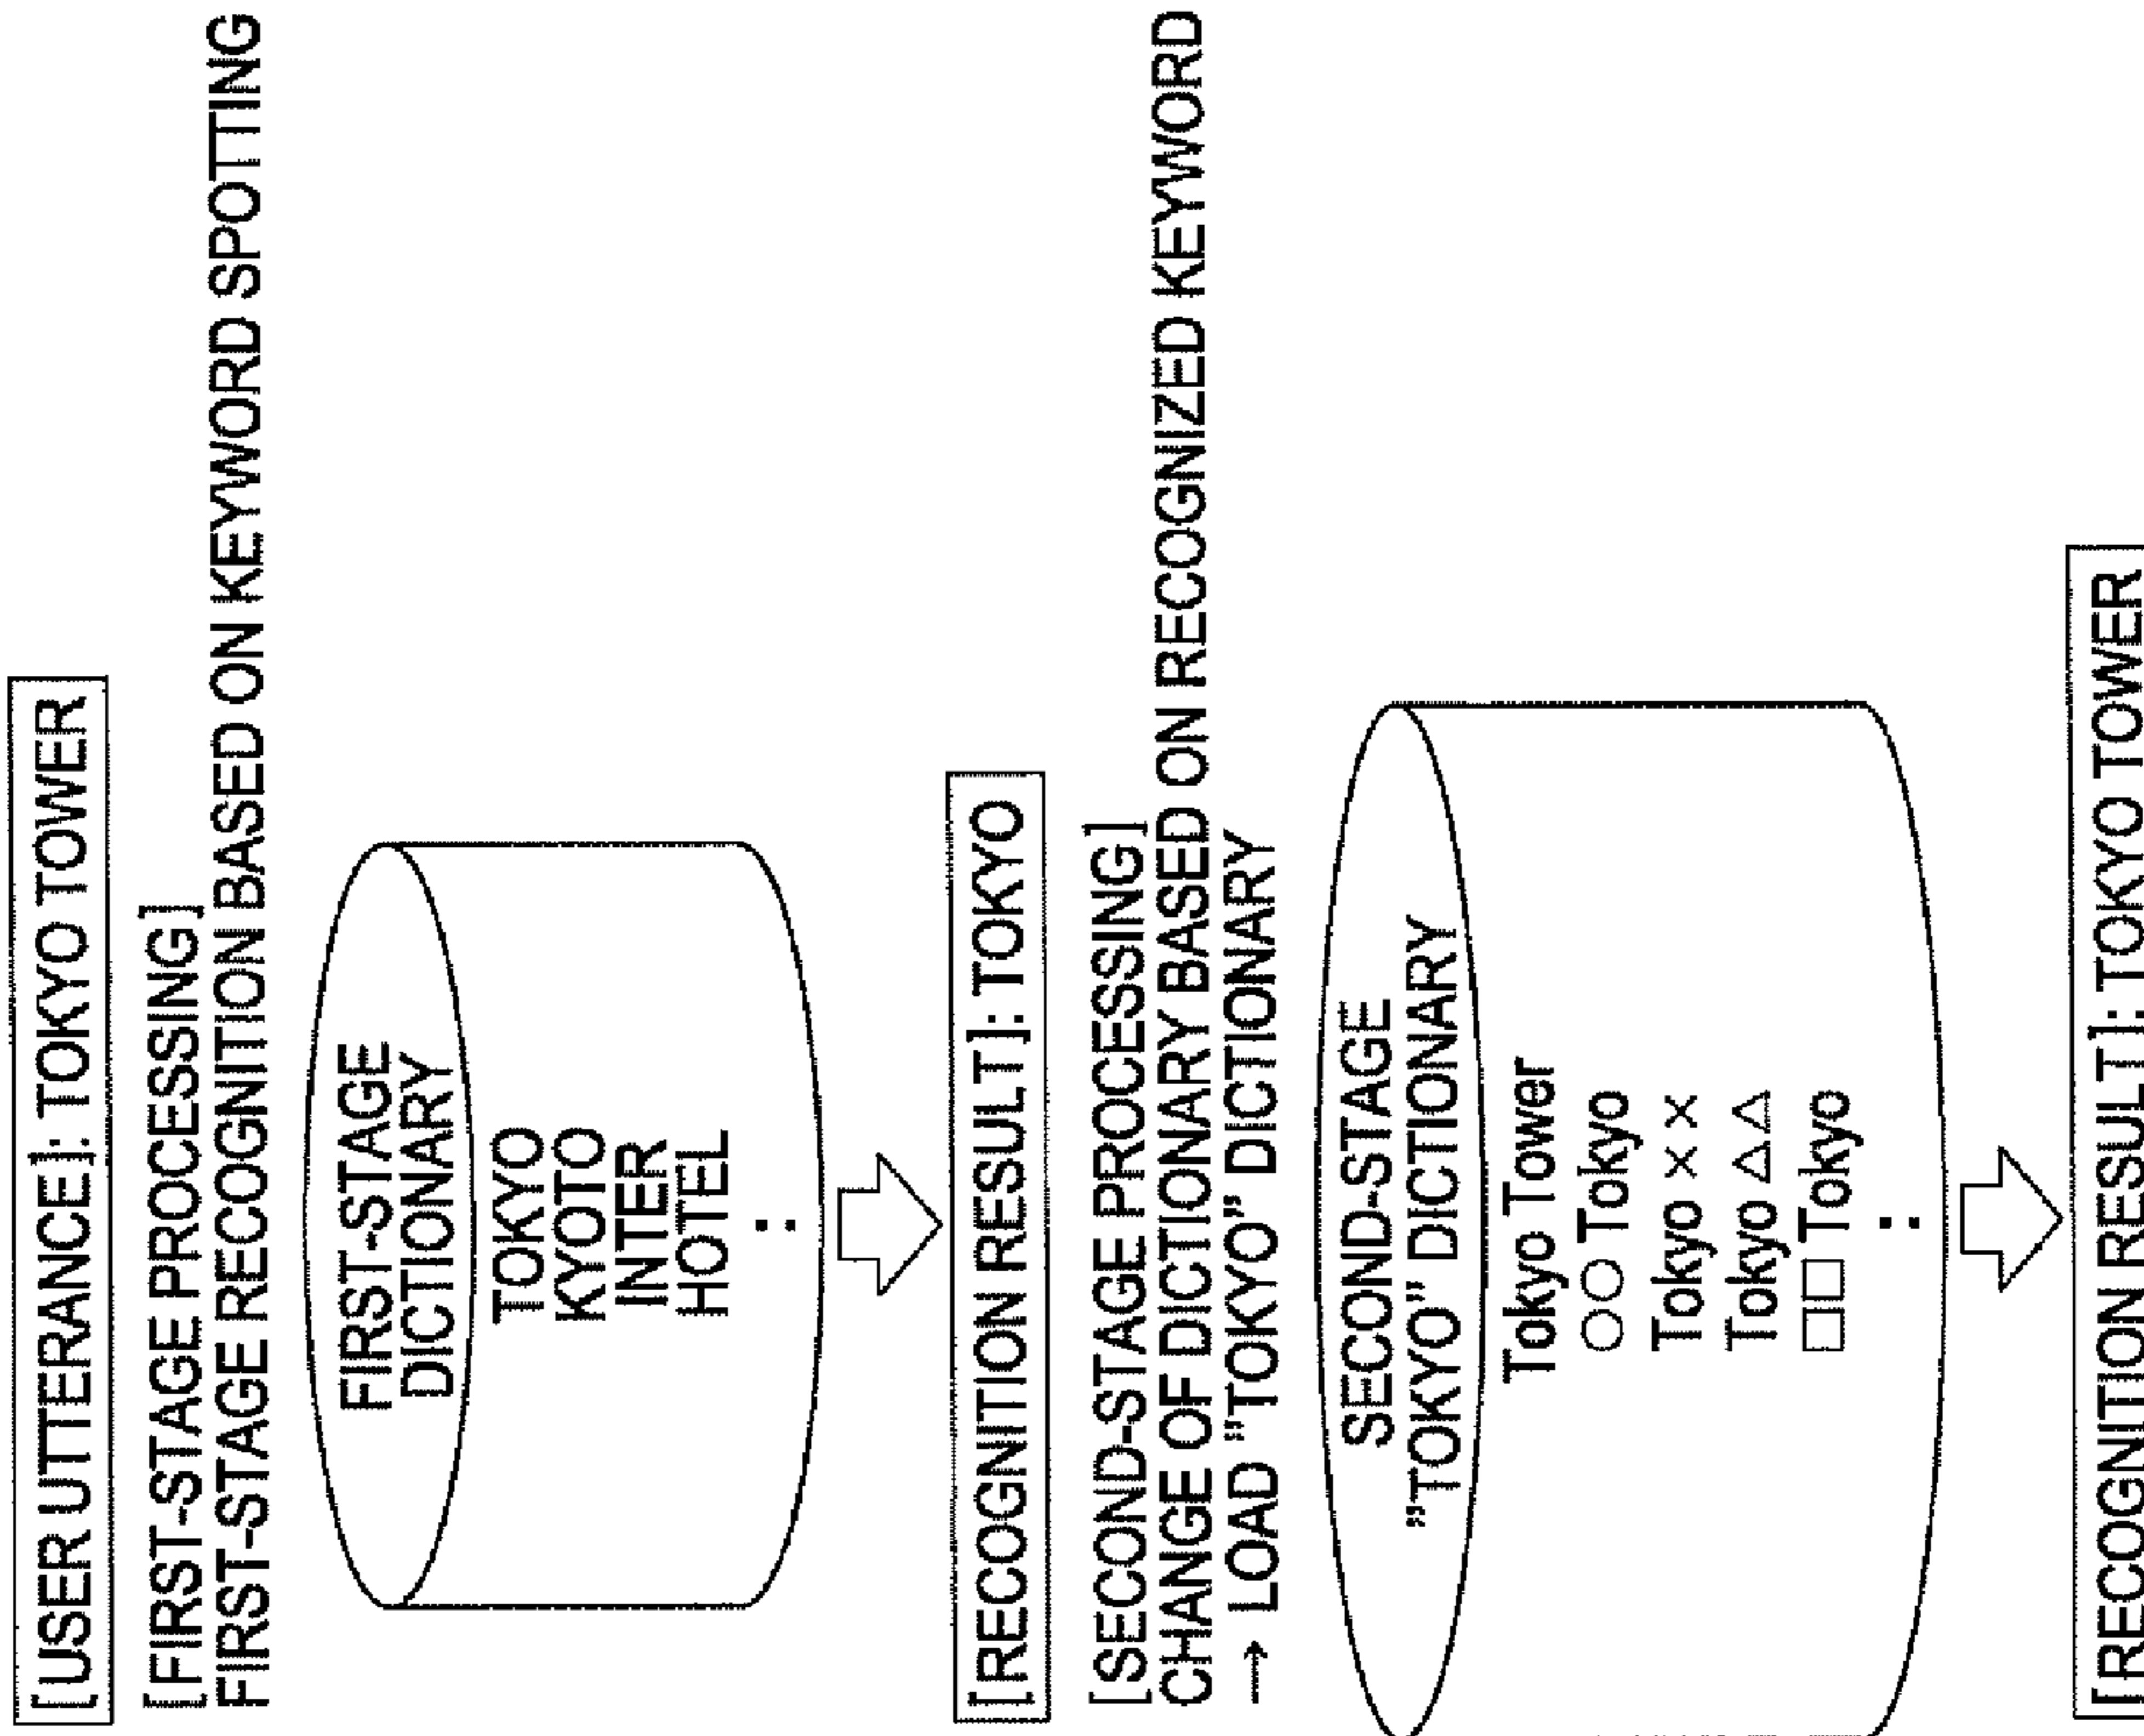 [USER UTTERANCE]: TOKYO TOWER
[FIRST-STAGE PROCESSING]
FIRST-STAGE RECOGNITION BASED ON KEYWORD SPOTTING
FIRST-STAGE
DICTIONARY
TOKYO
KYOTO
INTER
HOTEL
:
[RECOGNITION RESULT]: TOKYO
[SECOND-STAGE PROCESSING]
CHANGE OF DICTIONARY BASED ON RECOGNIZED KEYWORD
→ LOAD "TOKYO" DICTIONARY
SECOND-STAGE
"TOKYO" DICTIONARY
Tokyo Tower
○○ Tokyo
Tokyo ××
Tokyo △△
□□ Tokyo
:
[RECOGNITION RESULT]: TOKYO TOWER